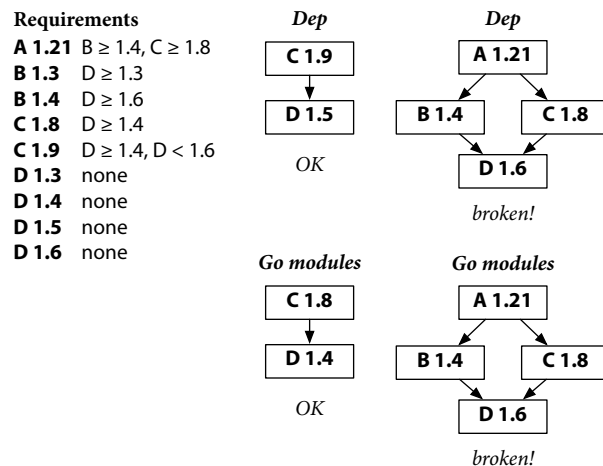 Requirements
A 1.21 B ≥ 1.4, C ≥ 1.8
B 1.3 D ≥ 1.3
B 1.4 D ≥ 1.6
C 1.8 D ≥ 1.4
C 1.9 D ≥ 1.4, D < 1.6
D 1.3 none
D 1.4 none
D 1.5 none
D 1.6 none
Dep
C 1.9
D 1.5
OK
Dep
A 1.21
B 1.4 C 1.8
D 1.6
broken!
Go modules
C 1.8
D 1.4
OK
Go modules
A 1.21
B 1.4 C 1.8
D 1.6
broken!